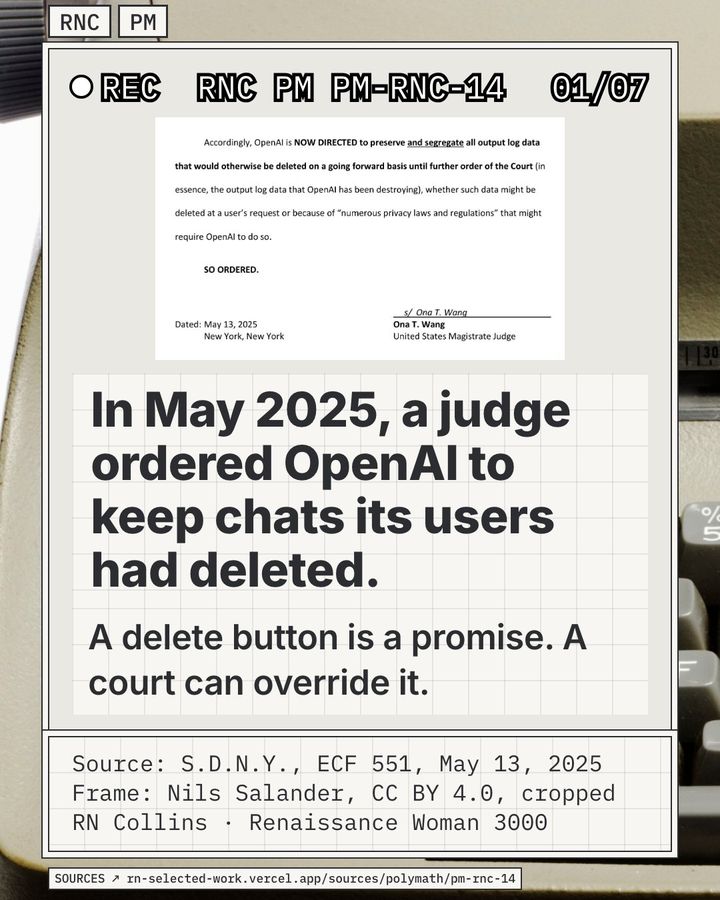 RNC PM
REC RNC PM PM-RNC-14 01/07
Accordingly, OpenAI is NOW DIRECTED to preserve and segregate all output log data
that would otherwise be deleted on a going forward basis until further order of the Court (in
essence, the output log data that OpenAI has been destroying), whether such data might be
deleted at a user's request or because of “numerous privacy laws and regulations” that might
require OpenAI to do so.
SO ORDERED.
s/ Ona T. Wang
Dated: May 13, 2025 Ona T. Wang
New York, New York United States Magistrate Judge
In May 2025, a judge
ordered OpenAI to
keep chats its users
had deleted.
A delete button is a promise. A
court can override it.
Source: S.D.N.Y., ECF 551, May 13, 2025
Frame: Nils Salander, CC BY 4.0, cropped
RN Collins · Renaissance Woman 3000
SOURCES ↗ rn-selected-work.vercel.app/sources/polymath/pm-rnc-14
30
%
5